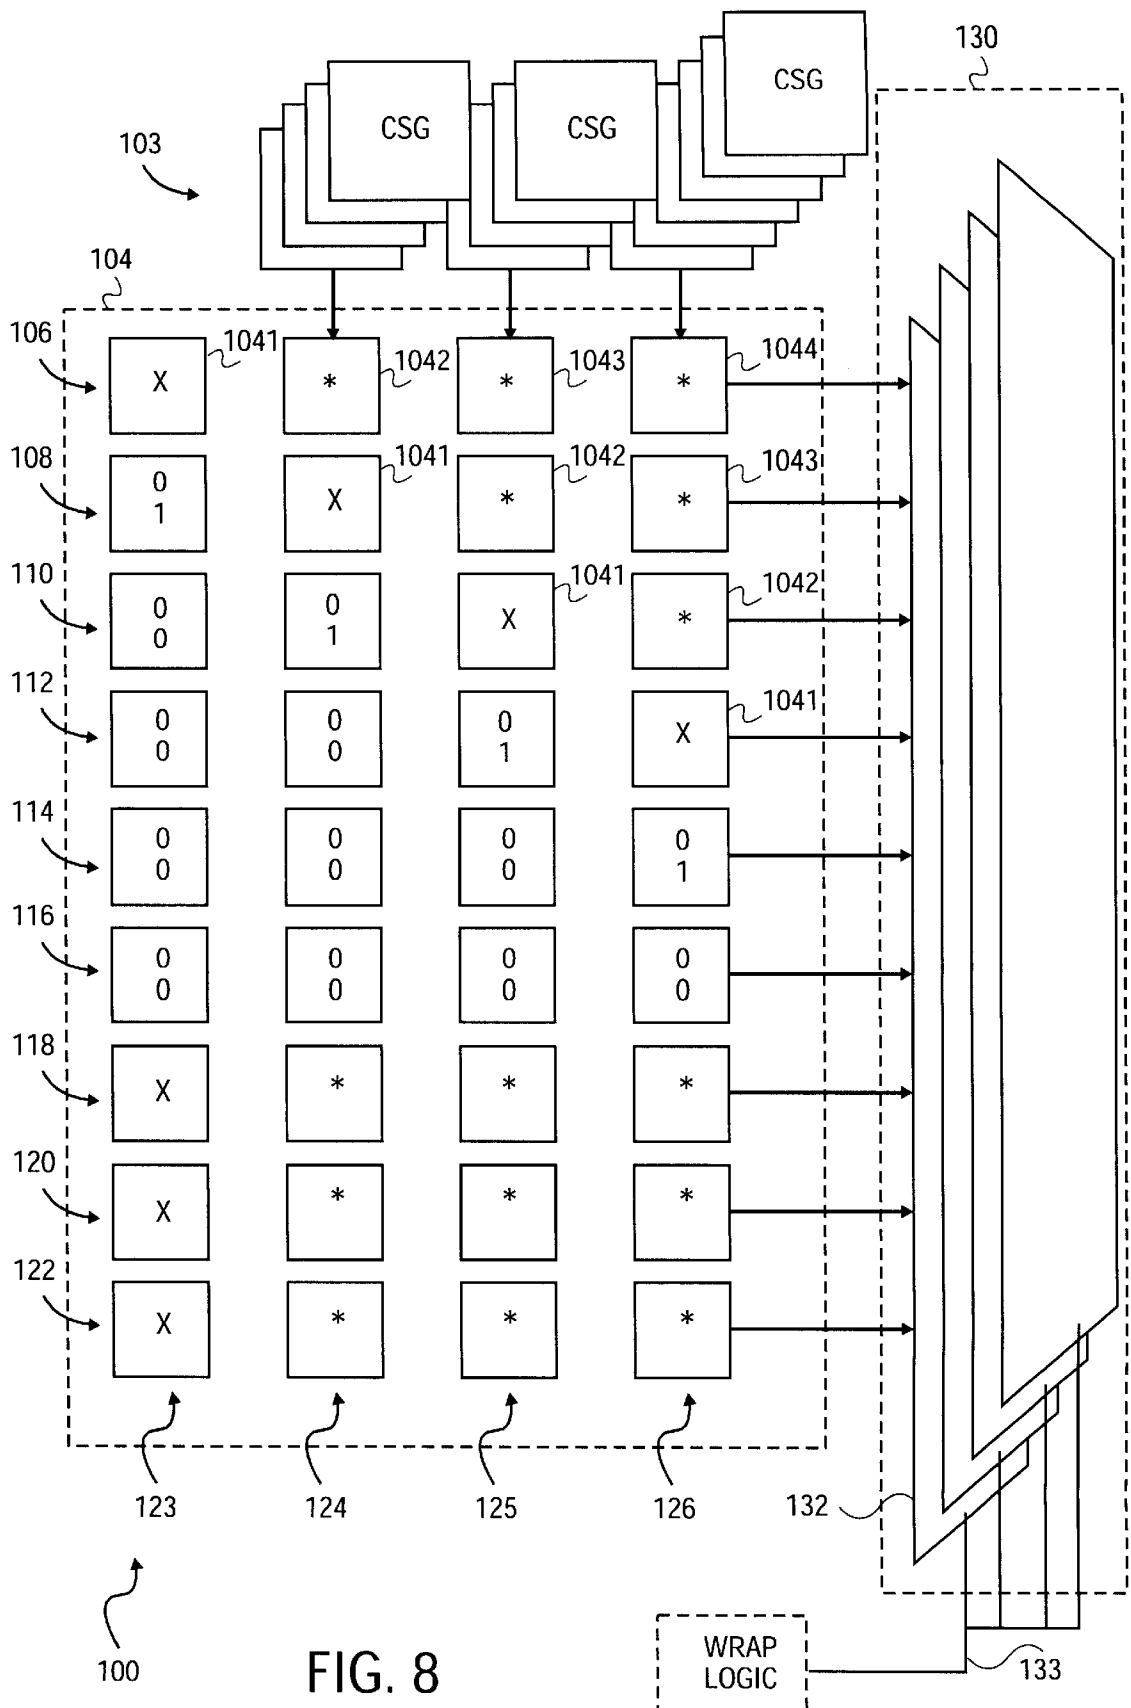 130
CSG
CSG CSG
103
104
106 X 1041 * 1042 * 1043 * 1044
108 0 1 X 1041 * 1042 * 1043
110 0 0 0 1 X 1041 * 1042
112 0 0 0 0 0 1 X 1041
114 0 0 0 0 0 0 0 1
116 0 0 0 0 0 0 0 0
118 X * * *
120 X * * *
122 X * * *
123 124 125 126 132
100 FIG. 8
WRAP
LOGIC
133